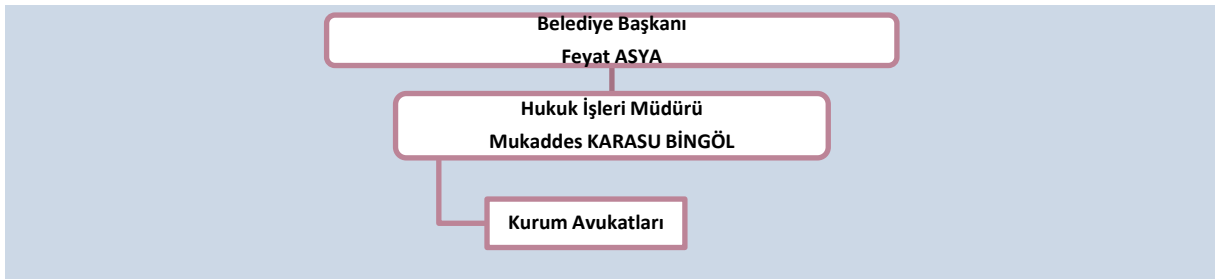 Belediye Başkanı
Feyat ASYA
Hukuk İşleri Müdürü
Mukaddes KARASU BİNGÖL
Kurum Avukatları